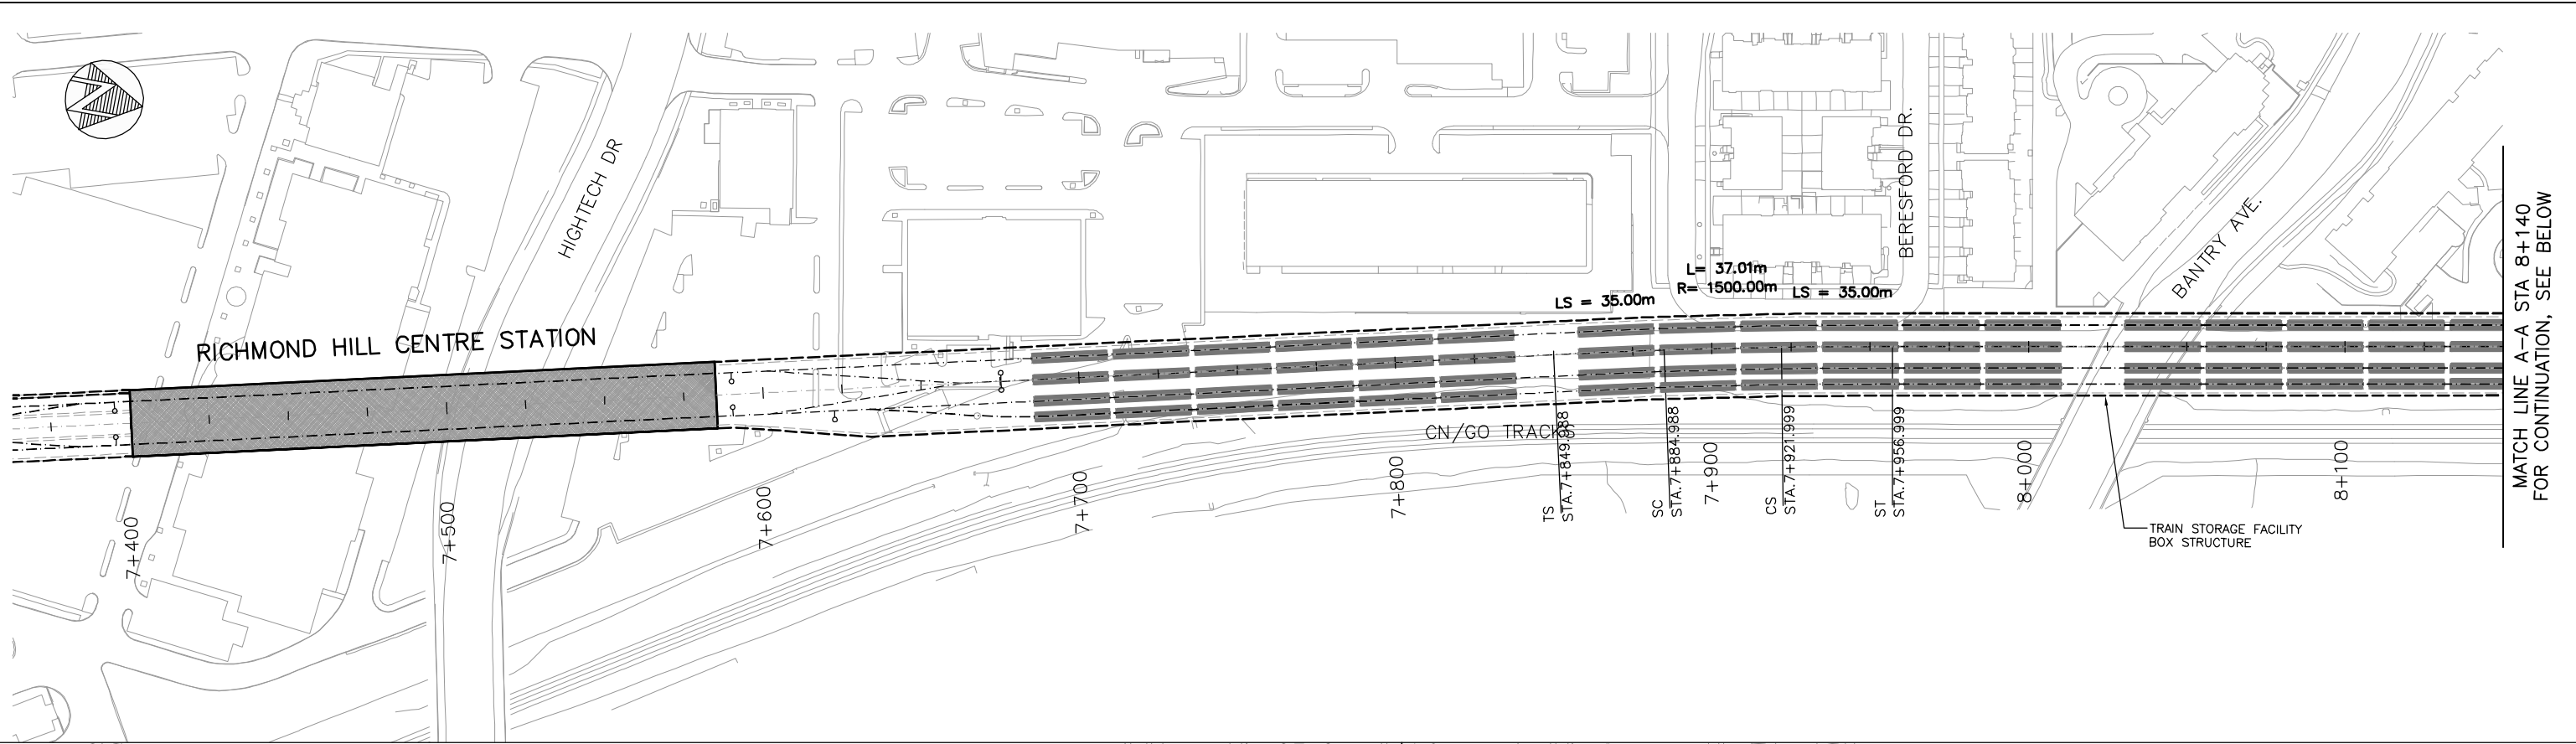 HIGHTECH DR
BERESFORD DR.
BANTRY AVE.
MATCH LINE A-A STA 8+140
FOR CONTINUATION, SEE BELOW
L= 37.01m
R= 1500.00m
LS = 35.00m
LS = 35.00m
RICHMOND HILL CENTRE STATION
CN/GO TRACKS
7+400
7+500
7+600
7+700
7+800
TS
STA.7+849.988
SC
STA.7+884.988
7+900
CS
STA.7+921.999
ST
STA.7+956.999
8+000
8+100
TRAIN STORAGE FACILITY
BOX STRUCTURE